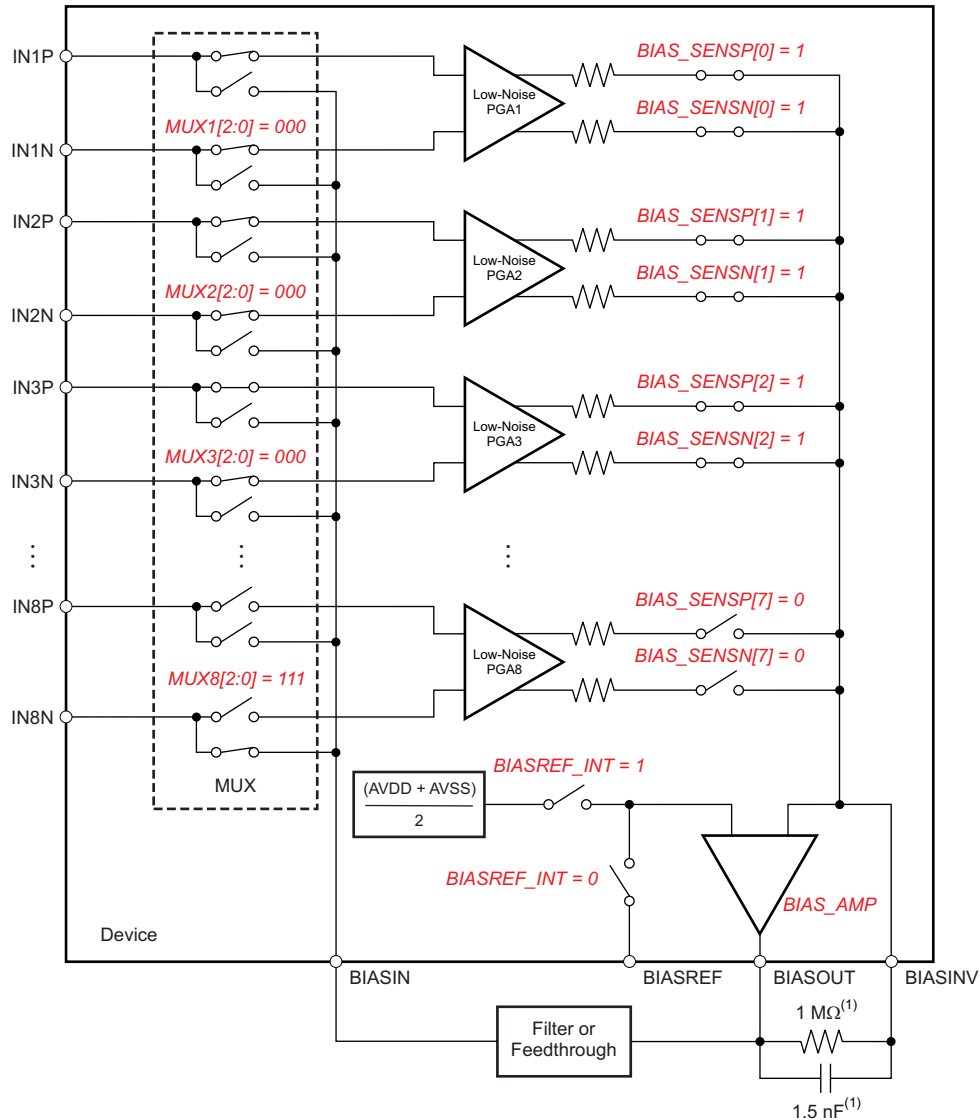 IN1P
BIAS_SENSP[0] = 1
Low-Noise
PGA1
BIAS_SENSN[0] = 1
MUX1[2:0] = 000
IN1N
IN2P
BIAS_SENSP[1] = 1
Low-Noise
PGA2
BIAS_SENSN[1] = 1
MUX2[2:0] = 000
IN2N
IN3P
BIAS_SENSP[2] = 1
Low-Noise
PGA3
BIAS_SENSN[2] = 1
MUX3[2:0] = 000
IN3N
IN8P
BIAS_SENSP[7] = 0
Low-Noise
PGA8
BIAS_SENSN[7] = 0
MUX8[2:0] = 111
IN8N
MUX
BIASREF_INT = 1
(AVDD + AVSS)
2
BIASREF_INT = 0
BIAS_AMP
Device
BIASIN
BIASREF
BIASOUT
BIASINV
Filter or
Feedthrough
1 MΩ(1)
1.5 nF(1)